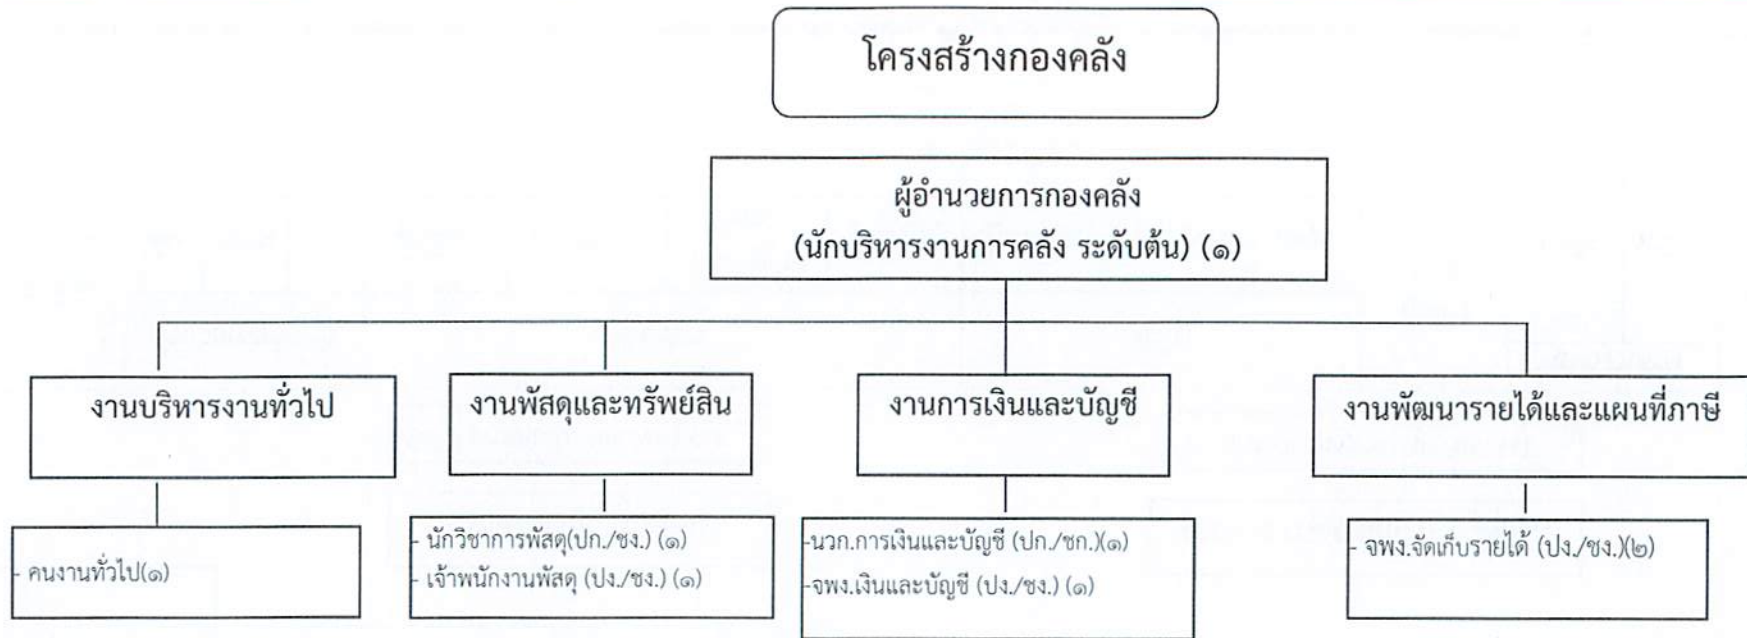 โครงสร้างกองคลัง
ผู้อำนวยการกองคลัง
(นักบริหารงานการคลัง ระดับต้น) (๑)
งานบริหารงานทั่วไป
งานพัสดุและทรัพย์สิน
งานการเงินและบัญชี
งานพัฒนารายได้และแผนที่ภาษี
- คนงานทั่วไป(๑)
- นักวิชาการพัสดุ(ปก./ชง.) (๑)
- เจ้าพนักงานพัสดุ (ปง./ชง.) (๑)
-นวก.การเงินและบัญชี (ปก./ชก.)(๑)
-จพง.เงินและบัญชี (ปง./ชง.) (๑)
- จพง.จัดเก็บรายได้ (ปง./ชง.)(๒)